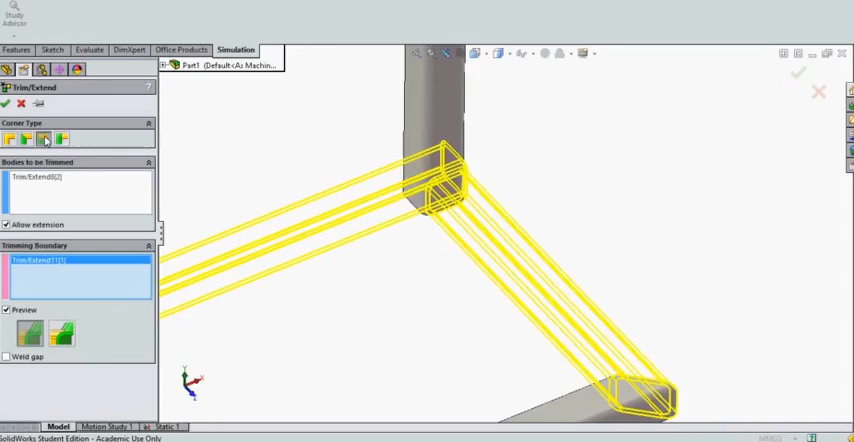 Study
Advisor
Features Sketch Evaluate DimXpert Office Products Simulation
Part1 (Default<As Machin...
Trim/Extend ?
Corner Type
Bodies to be Trimmed
Trim/Extend8[2]
Allow extension
Trimming Boundary
Trim/Extend11[1]
Preview
Weld gap
Y
X
Z
Model Motion Study 1 Static 1
SolidWorks Student Edition - Academic Use Only MMGS ?